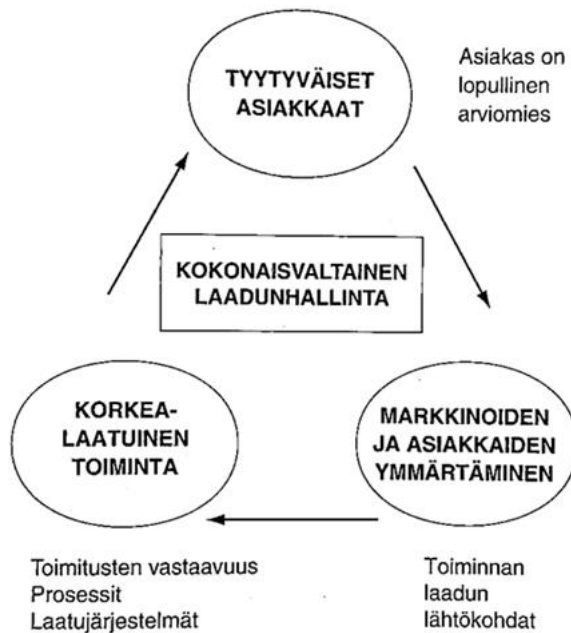 TYYTYVÄISET
ASIAKKAAT
Asiakas on
lopullinen
arviomies
KOKONAISVALTAINEN
LAADUNHALLINTA
KORKEA-
LAATUINEN
TOIMINTA
MARKKINOIDEN
JA ASIAKKAIDEN
YMMÄRTÄMINEN
Toimitusten vastaavuus
Prosessit
Laatujärjestelmät
Toiminnan
laadun
lähtökohdat